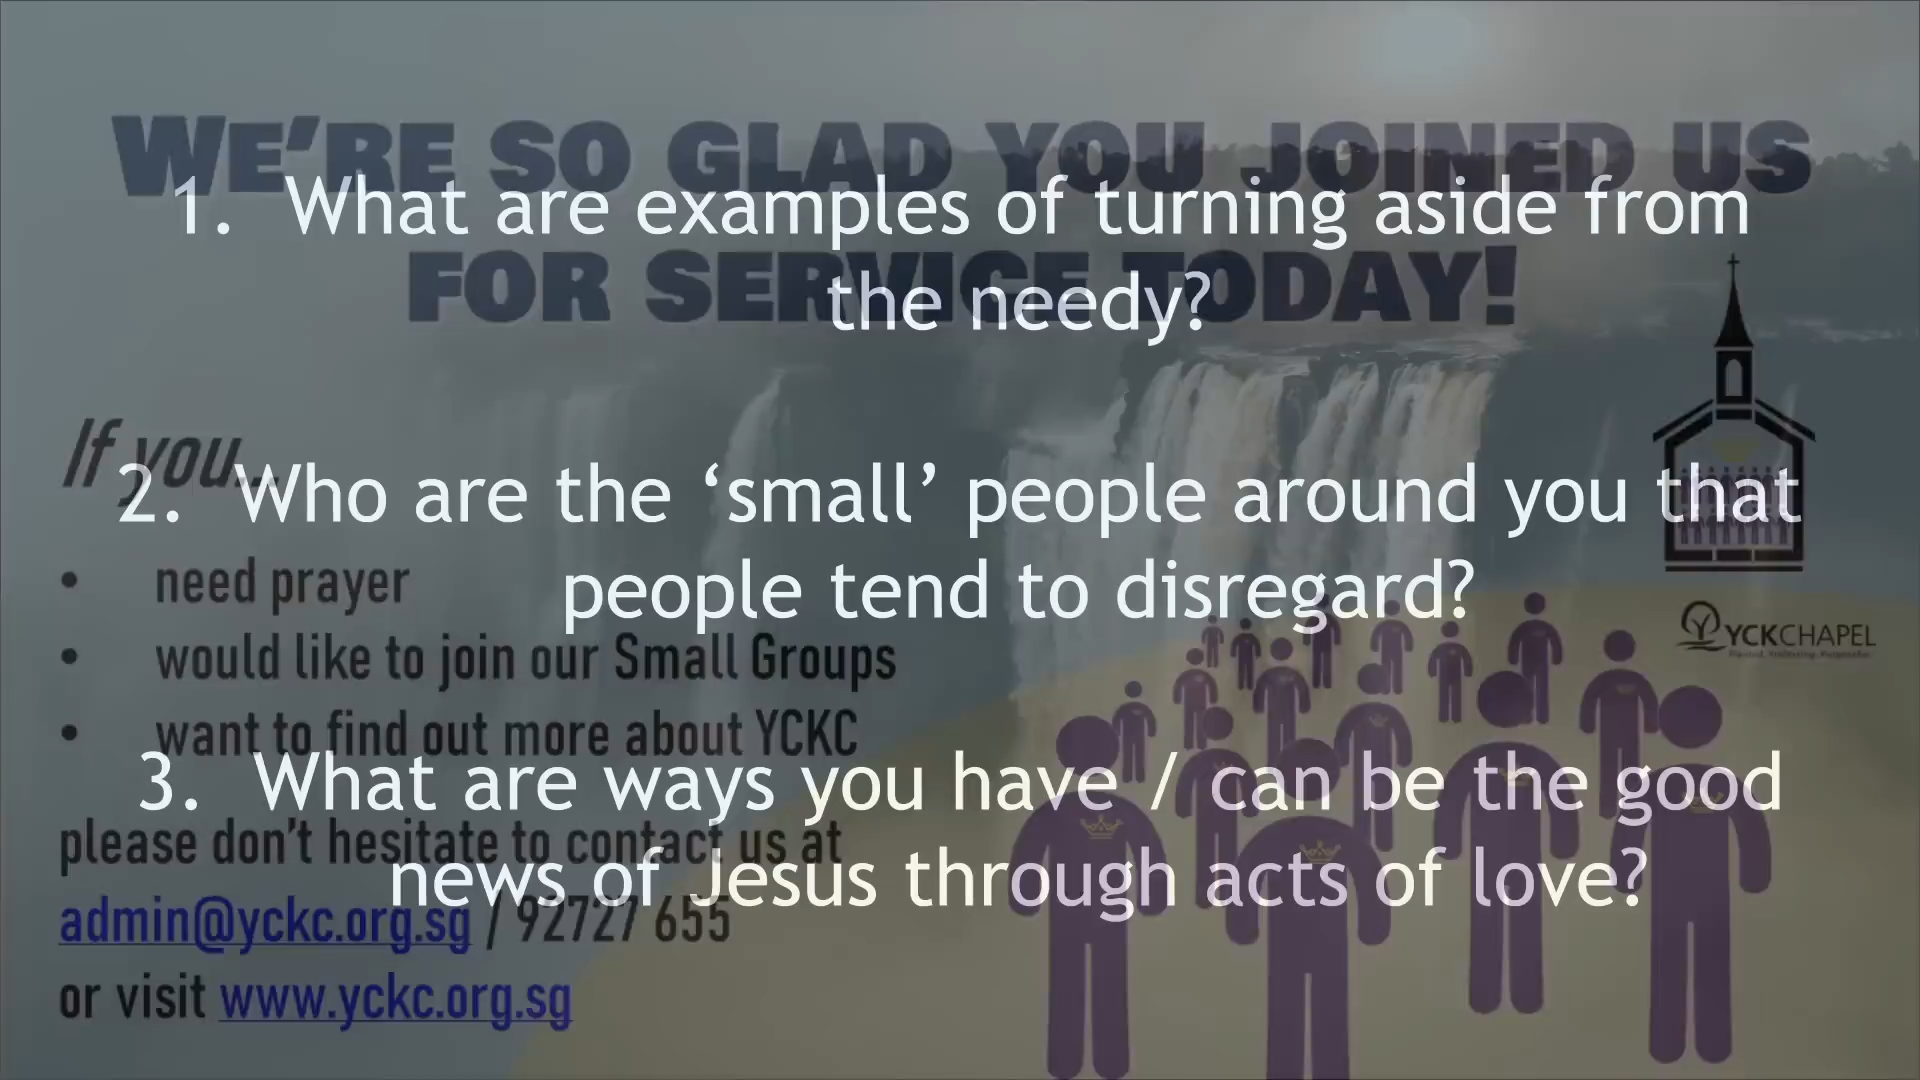 WE'RE SO GLAD YOU JOINED US
FOR SERVICE TODAY!
1. What are examples of turning aside from
the needy?
If you...
2. Who are the ‘small’ people around you that
people tend to disregard?
• need prayer
• would like to join our Small Groups
• want to find out more about YCKC
YCKCHAPEL
3. What are ways you have / can be the good
news of Jesus through acts of love?
please don't hesitate to contact us at
admin@yckc.org.sg / 92727 655
or visit www.yckc.org.sg